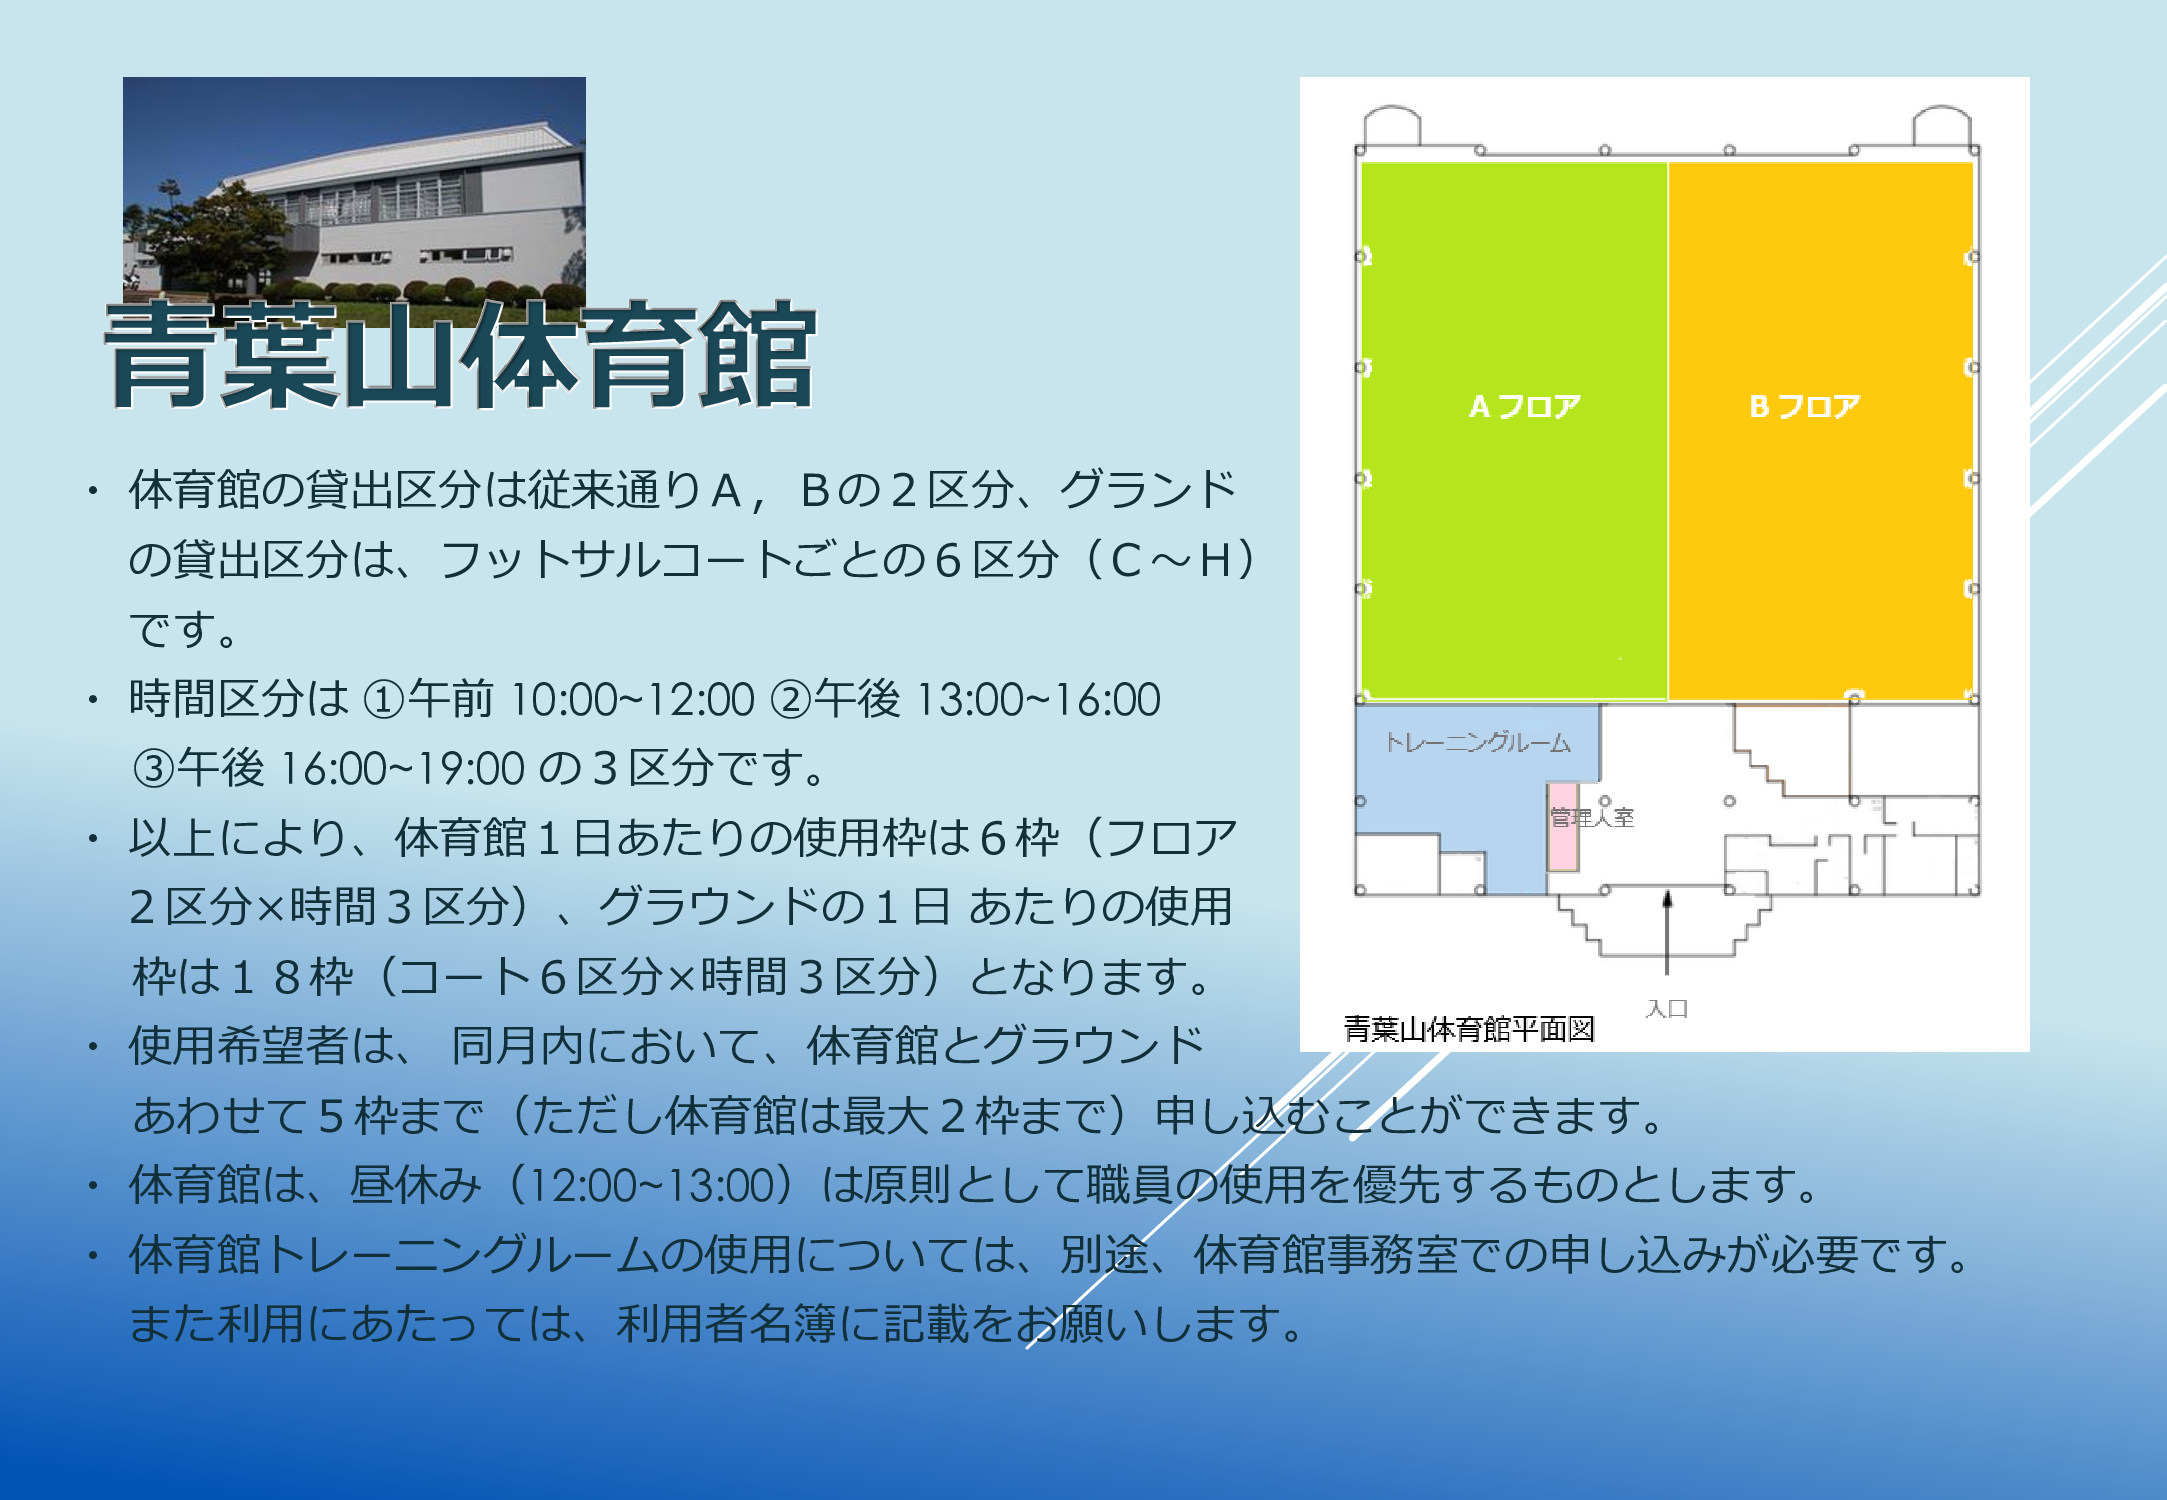 青葉山体育館
・ 体育館の貸出区分は従来通りＡ，Ｂの２区分、グランド
の貸出区分は、フットサルコートごとの６区分（Ｃ～Ｈ）
です。
・ 時間区分は ①午前 10:00~12:00 ②午後 13:00~16:00
③午後 16:00~19:00 の３区分です。
・ 以上により、体育館１日あたりの使用枠は６枠（フロア
２区分×時間３区分）、グラウンドの１日 あたりの使用
枠は１８枠（コート６区分×時間３区分）となります。
・ 使用希望者は、 同月内において、体育館とグラウンド
あわせて５枠まで（ただし体育館は最大２枠まで）申し込むことができます。
・ 体育館は、昼休み（12:00~13:00）は原則として職員の使用を優先するものとします。
・ 体育館トレーニングルームの使用については、別途、体育館事務室での申し込みが必要です。
また利用にあたっては、利用者名簿に記載をお願いします。
A フロア
B フロア
トレーニングルーム
管理人室
入口
青葉山体育館平面図